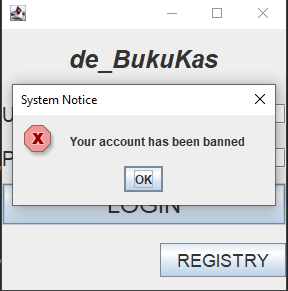 de_BukuKas
System Notice
U
Your account has been banned
P
OK
LOGIN
REGISTRY